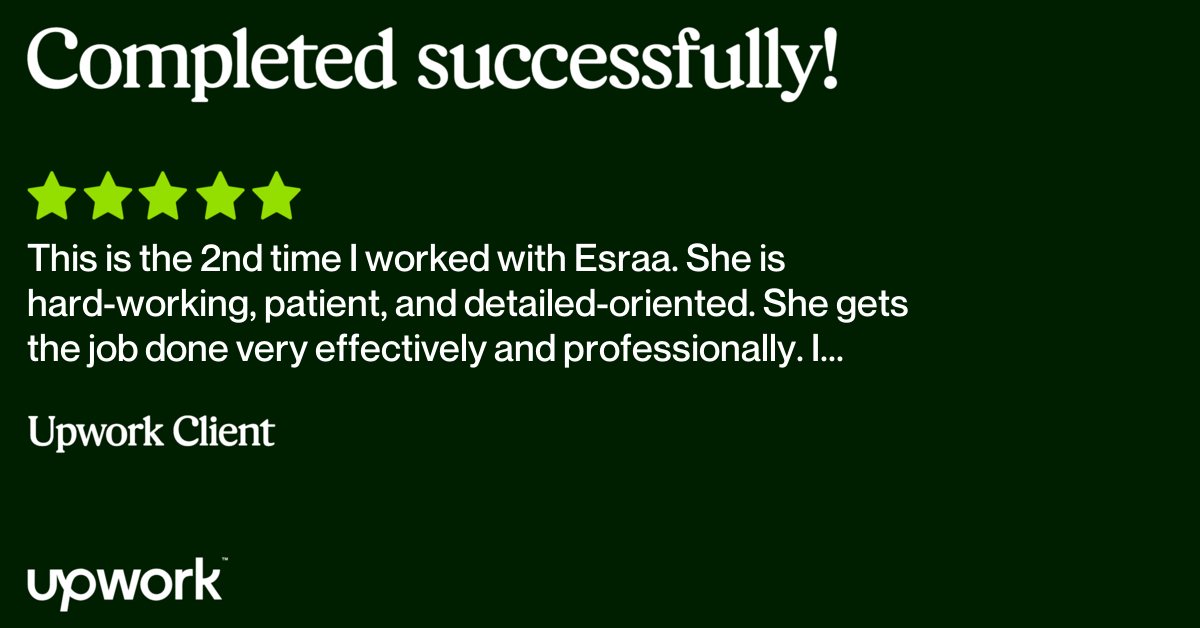 Completed successfully!
This is the 2nd time I worked with Esraa. She is
hard-working, patient, and detailed-oriented. She gets
the job done very effectively and professionally. I...
Upwork Client
upwork™